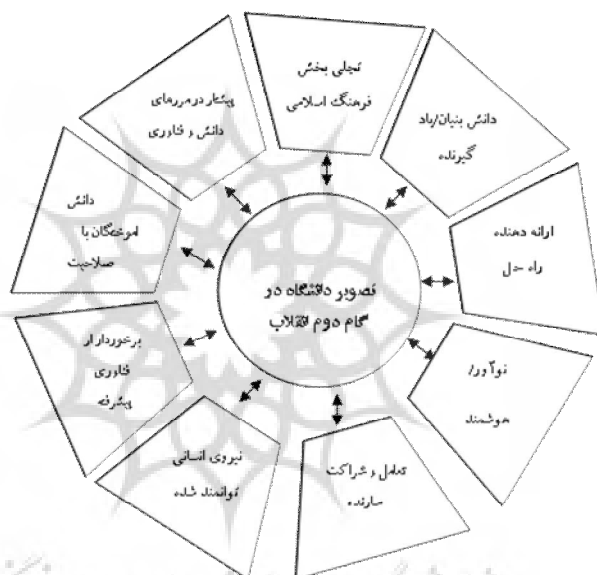 تجلی بخش
فرهنگ اسلامی
دانش بنیان/یاد
گیرنده
ارائه دهنده
راه حل
نوآور/
هوشمند
تعامل و شراکت
سازنده
نیروی انسانی
توانمند شده
برخوردار از
فناوری
پیشرفته
دانش
اموختگان با
صلاحیت
پیشتاز در مرزهای
دانش و فناوری
تصویر دانشگاه در
گام دوم انقلاب